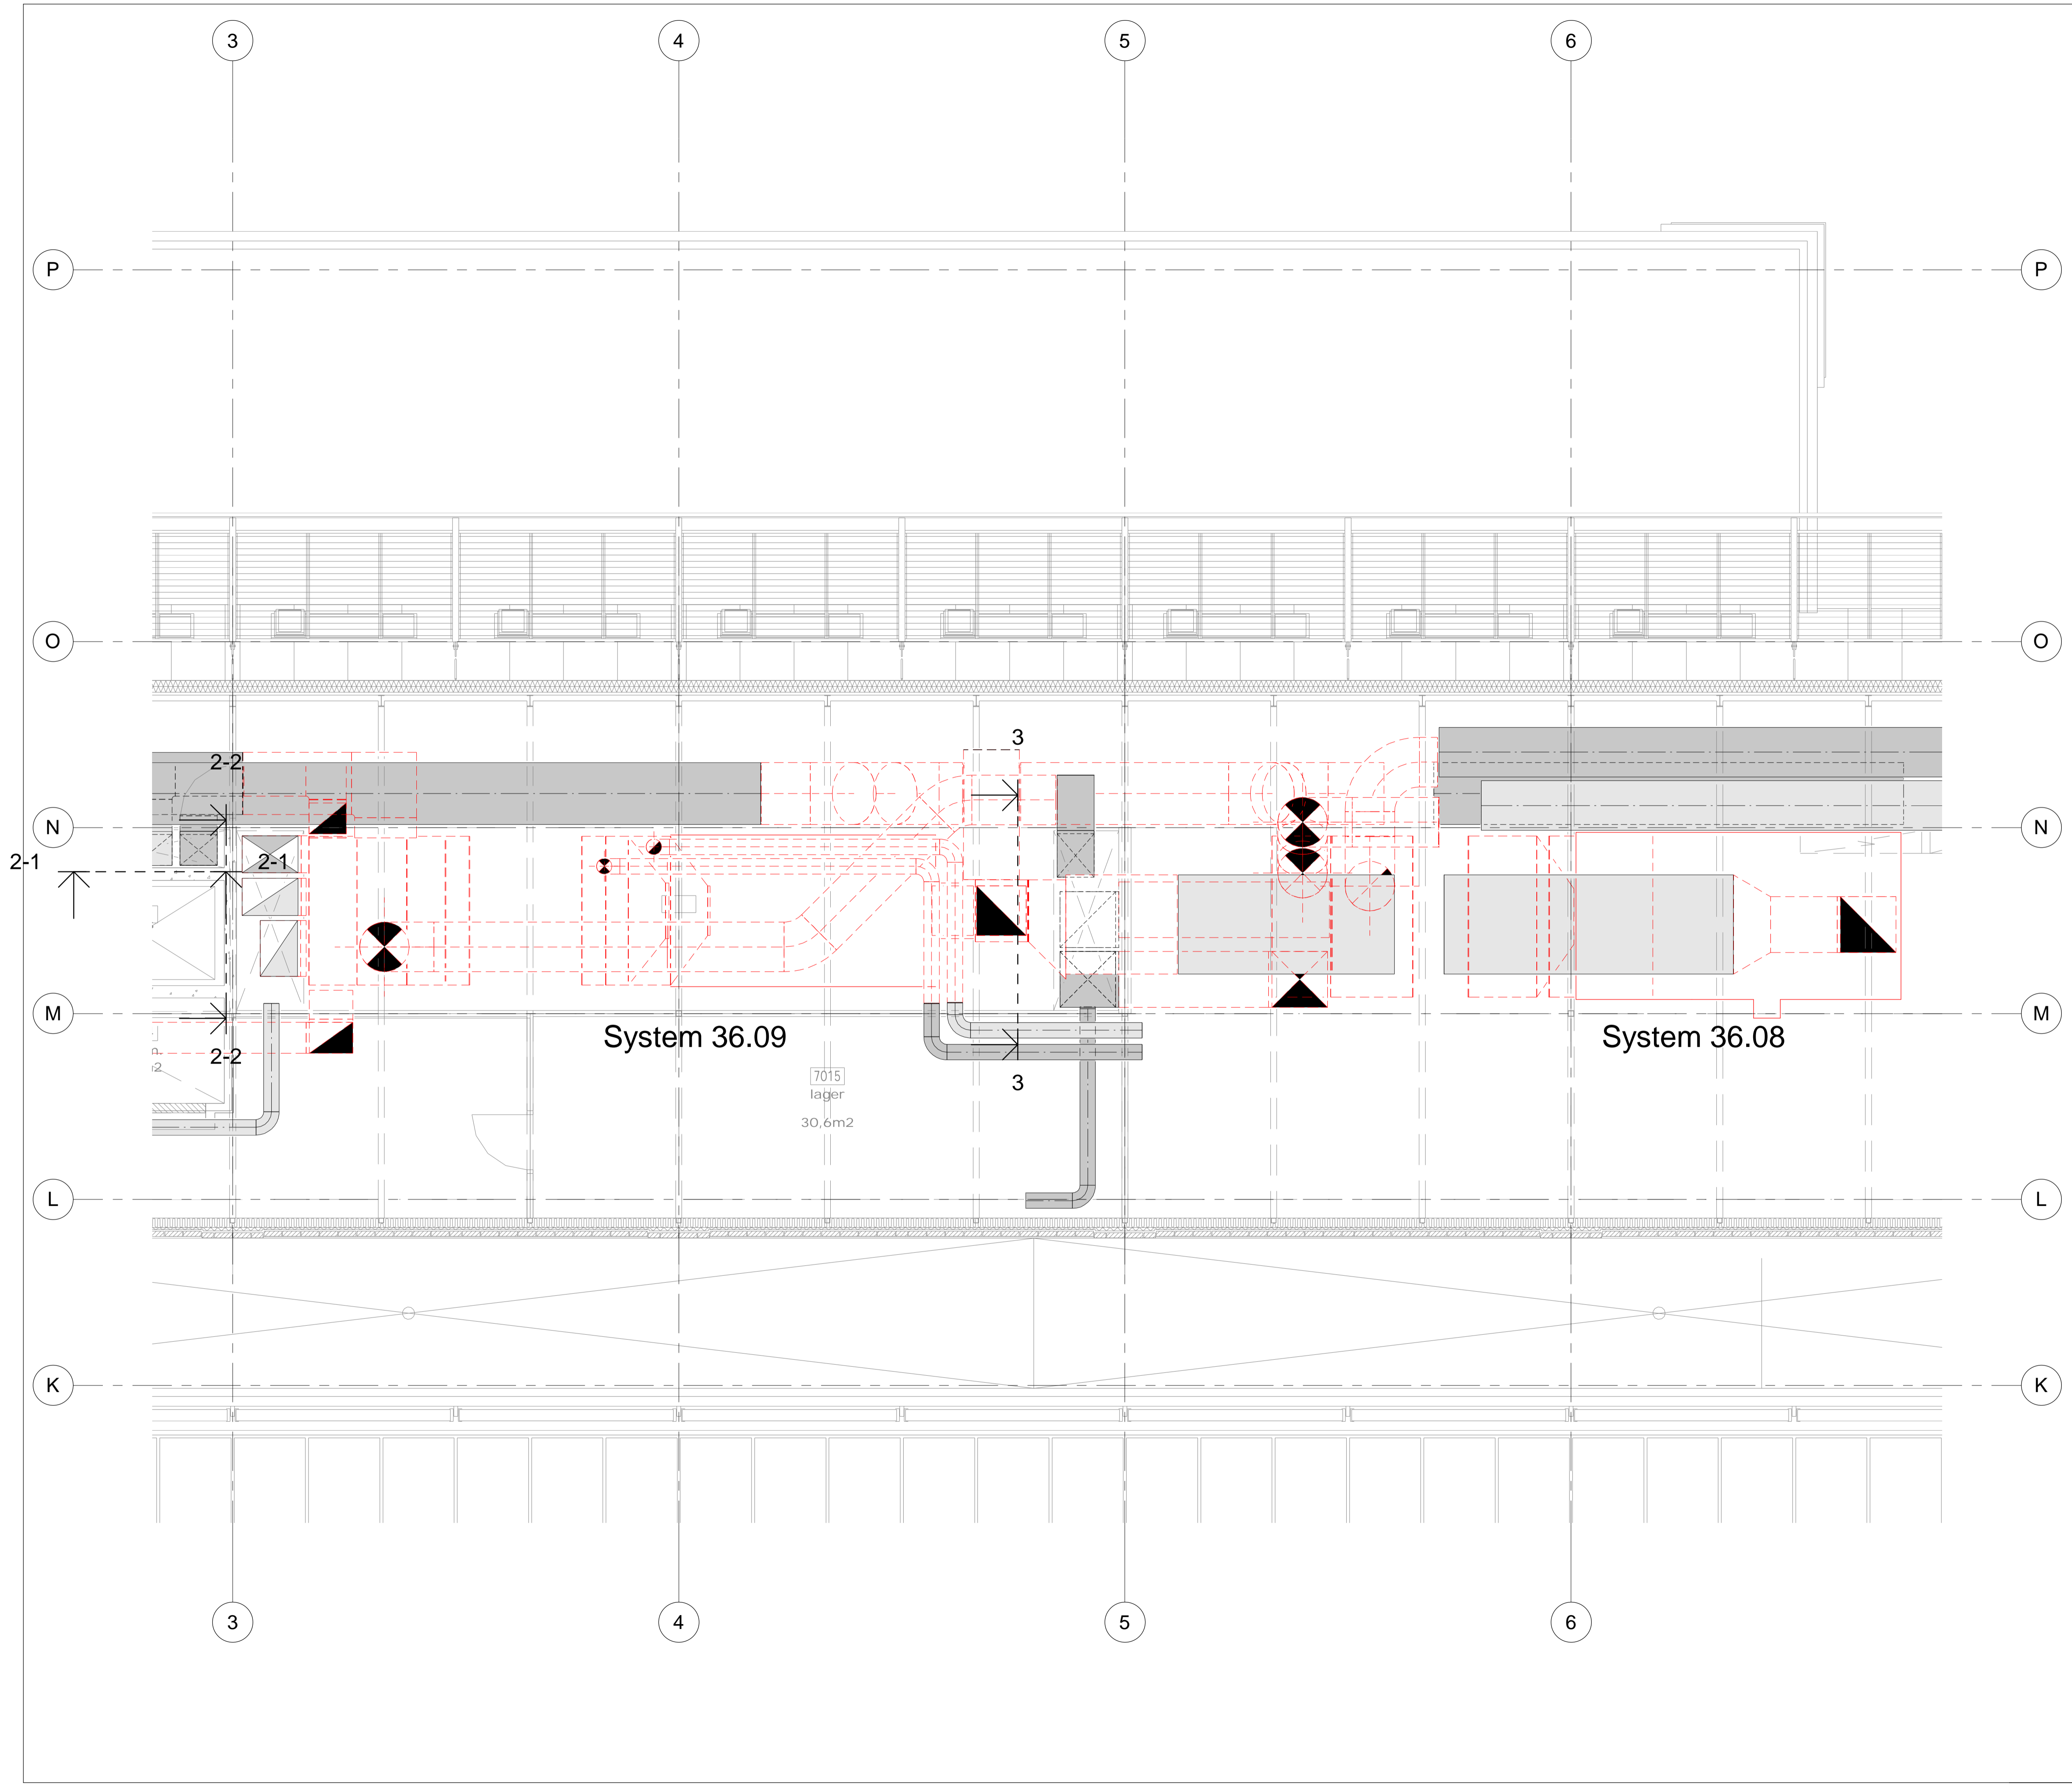 3 4 5 6
P P
O O
3
2-2
N N
2-1 2-1
M M
System 36.09 System 36.08
2-2
7015
3
lager
30,6m2
L L
K K
3 4 5 6